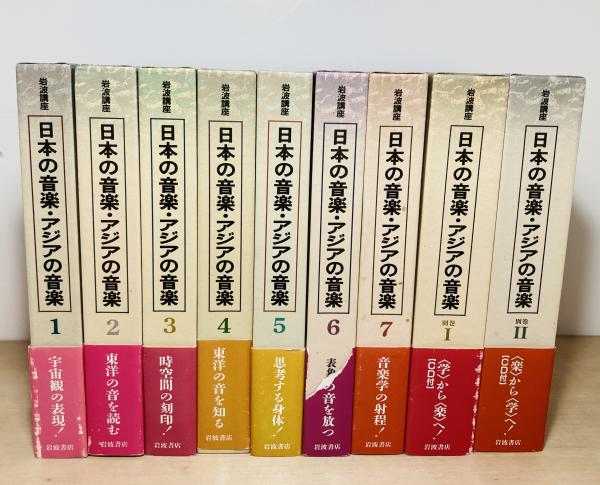 岩波講座
日本の音楽・アジアの音楽
1
宇宙観の表現!
岩波書店
岩波講座
日本の音楽・アジアの音楽
2
東洋の音を読む
岩波書店
岩波講座
日本の音楽・アジアの音楽
3
時空間の刻印!
岩波書店
岩波講座
日本の音楽・アジアの音楽
4
東洋の音を知る
岩波書店
岩波講座
日本の音楽・アジアの音楽
5
思考する身体!
岩波書店
岩波講座
日本の音楽・アジアの音楽
6
の音を放つ
岩波書店
岩波講座
日本の音楽・アジアの音楽
7
音楽学の射程!
岩波書店
岩波講座
日本の音楽・アジアの音楽
別巻
I
〈学〉から〈楽〉へ!
[CD付]
岩波書店
岩波講座
日本の音楽・アジアの音楽
別巻
II
〈楽〉から〈学〉へ!
[CD付]
岩波書店